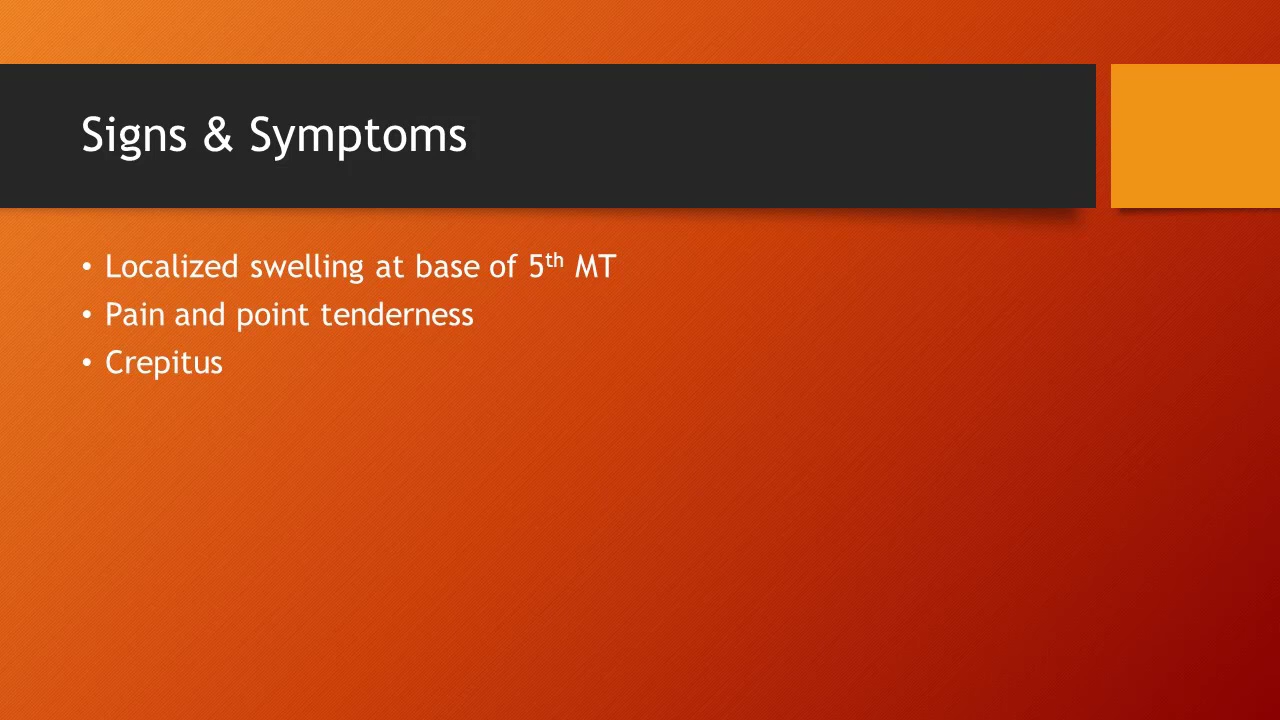 Signs & Symptoms
• Localized swelling at base of 5th MT
• Pain and point tenderness
• Crepitus